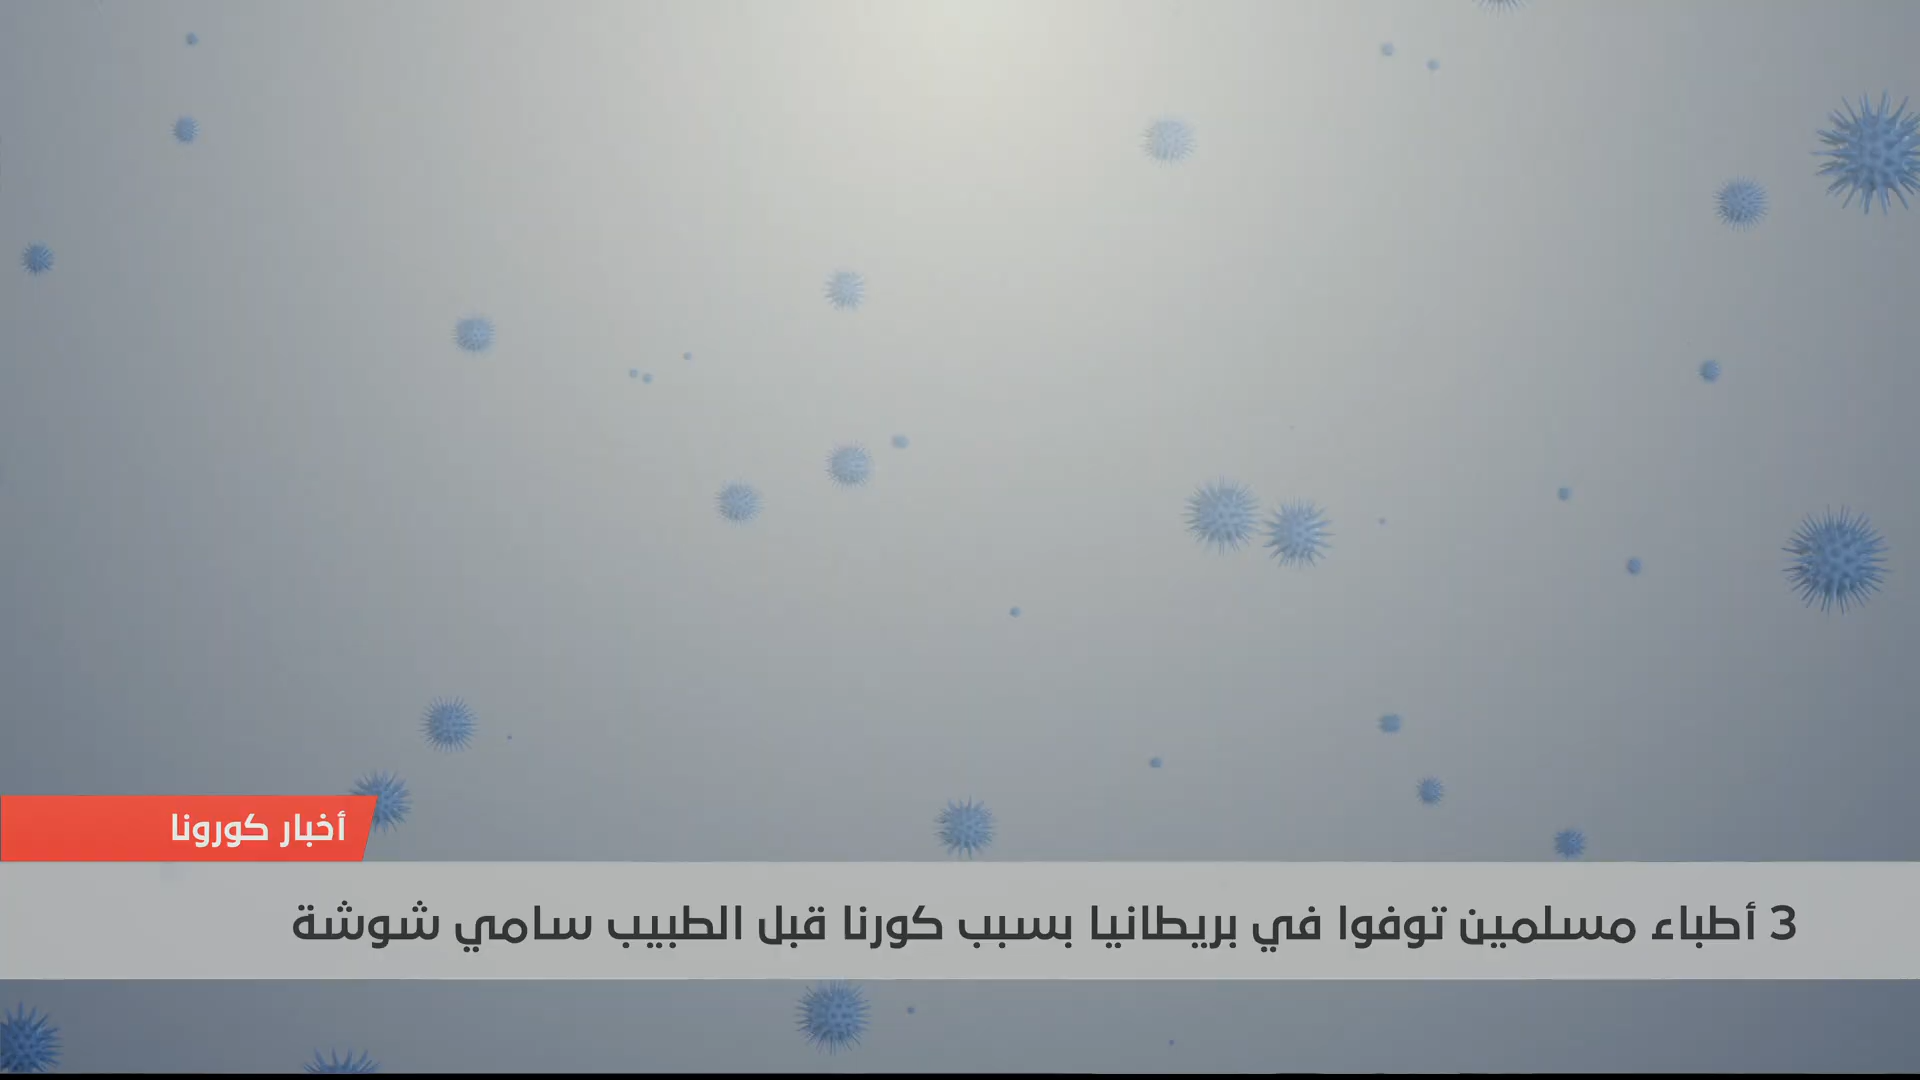 أخبار كورونا
3 أطباء مسلمين توفوا في بريطانيا بسبب كورنا قبل الطبيب سامي شوشة